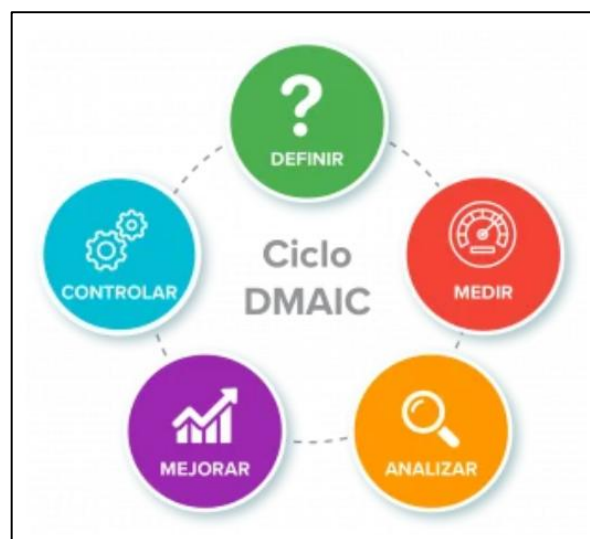 ?
DEFINIR
Ciclo
DMAIC
CONTROLAR
MEDIR
MEJORAR
ANALIZAR